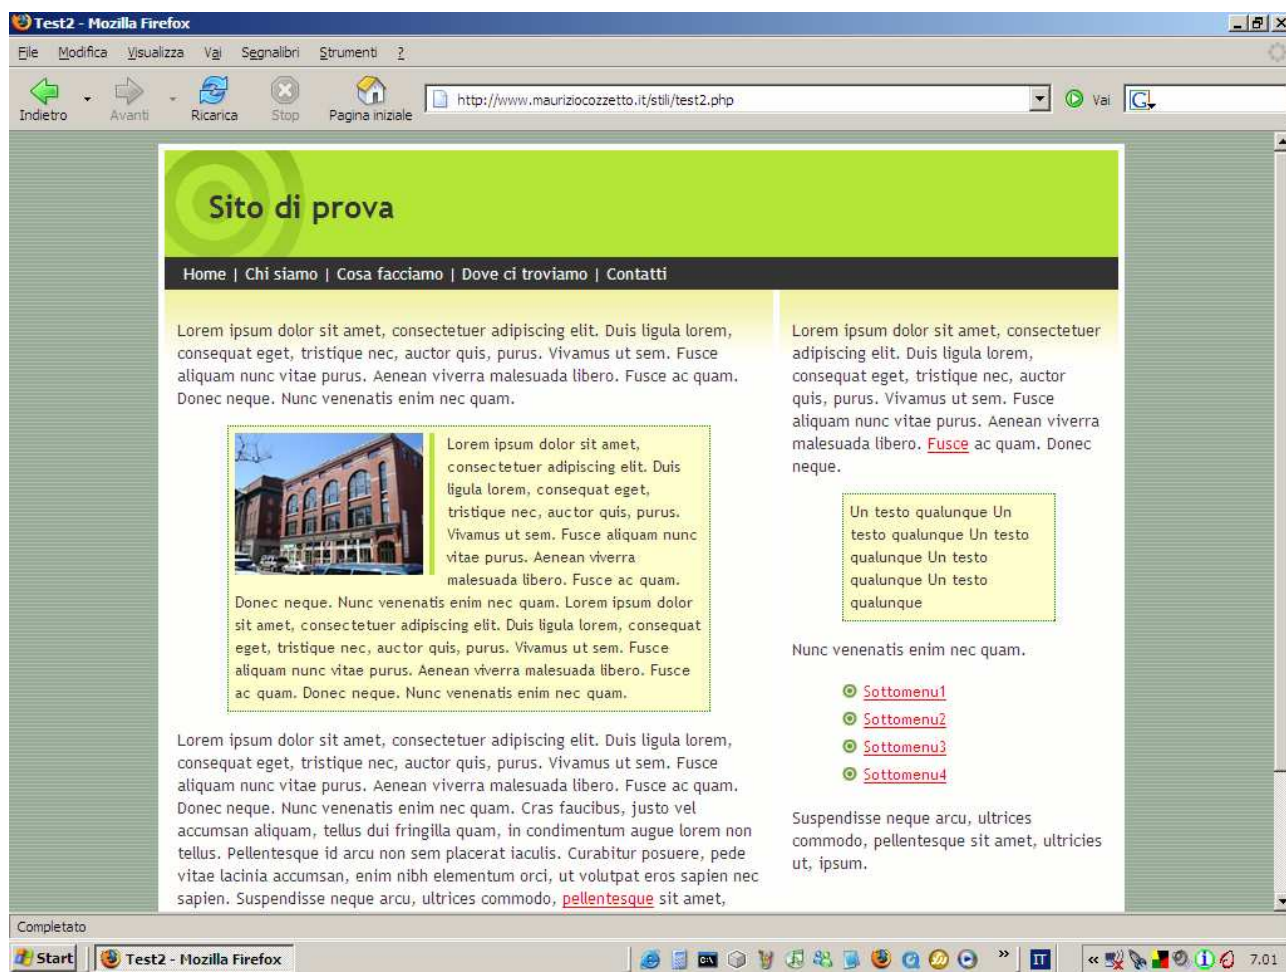 Test2 - Mozilla Firefox
File Modifica Visualizza Vai Segnalibri Strumenti ?
Indietro Avanti Ricarica Stop Pagina iniziale http://www.mauriziocozzetto.it/stili/test2.php Vai G
Sito di prova
Home | Chi siamo | Cosa facciamo | Dove ci troviamo | Contatti
Lorem ipsum dolor sit amet, consectetuer adipiscing elit. Duis ligula lorem,
consequat eget, tristique nec, auctor quis, purus. Vivamus ut sem. Fusce
aliquam nunc vitae purus. Aenean viverra malesuada libero. Fusce ac quam.
Donec neque. Nunc venenatis enim nec quam.
Lorem ipsum dolor sit amet,
consectetuer adipiscing elit. Duis
ligula lorem, consequat eget,
tristique nec, auctor quis, purus.
Vivamus ut sem. Fusce aliquam nunc
vitae purus. Aenean viverra
malesuada libero. Fusce ac quam.
Donec neque. Nunc venenatis enim nec quam. Lorem ipsum dolor
sit amet, consectetuer adipiscing elit. Duis ligula lorem, consequat
eget, tristique nec, auctor quis, purus. Vivamus ut sem. Fusce
aliquam nunc vitae purus. Aenean viverra malesuada libero. Fusce
ac quam. Donec neque. Nunc venenatis enim nec quam.
Lorem ipsum dolor sit amet, consectetuer adipiscing elit. Duis ligula lorem,
consequat eget, tristique nec, auctor quis, purus. Vivamus ut sem. Fusce
aliquam nunc vitae purus. Aenean viverra malesuada libero. Fusce ac quam.
Donec neque. Nunc venenatis enim nec quam. Cras faucibus, justo vel
accumsan aliquam, tellus dui fringilla quam, in condimentum augue lorem non
tellus. Pellentesque id arcu non sem placerat iaculis. Curabitur posuere, pede
vitae lacinia accumsan, enim nibh elementum orci, ut volutpat eros sapien nec
sapien. Suspendisse neque arcu, ultrices commodo, pellentesque sit amet,
Lorem ipsum dolor sit amet, consectetuer
adipiscing elit. Duis ligula lorem,
consequat eget, tristique nec, auctor
quis, purus. Vivamus ut sem. Fusce
aliquam nunc vitae purus. Aenean viverra
malesuada libero. Fusce ac quam. Donec
neque.
Un testo qualunque Un
testo qualunque Un testo
qualunque Un testo
qualunque Un testo
qualunque
Nunc venenatis enim nec quam.
Sottomenu1
Sottomenu2
Sottomenu3
Sottomenu4
Suspendisse neque arcu, ultrices
commodo, pellentesque sit amet, ultricies
ut, ipsum.
Completato
Start Test2 - Mozilla Firefox » IT « 7.01